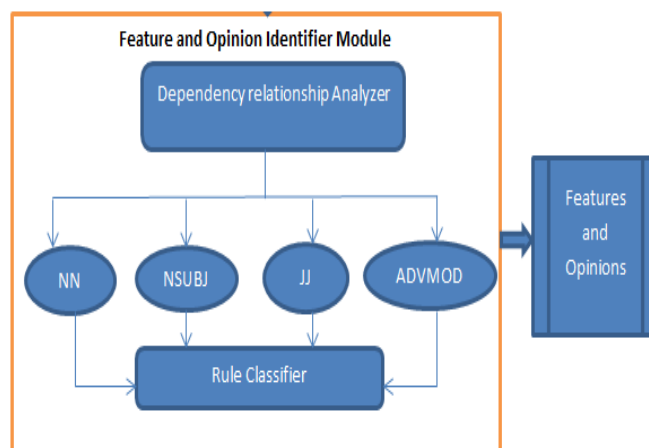 Feature and Opinion Identifier Module
Dependency relationship Analyzer
NN
NSUBJ
JJ
ADVMOD
Rule Classifier
Features
and
Opinions